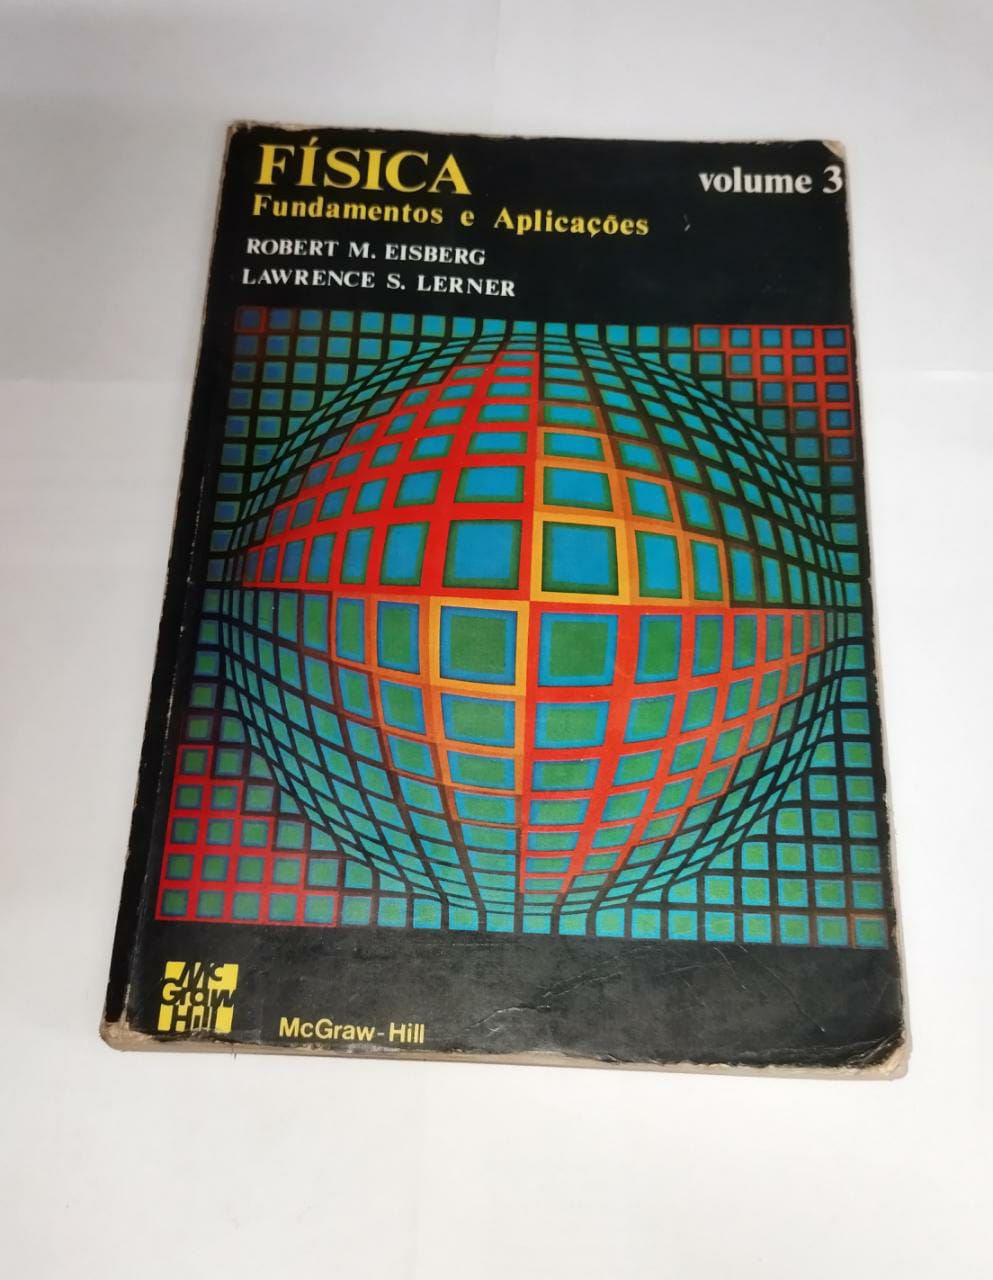 FÍSICA
volume 3
Fundamentos e Aplicações
ROBERT M. EISBERG
LAWRENCE S. LERNER
Mc
Graw
Hill
McGraw-Hill